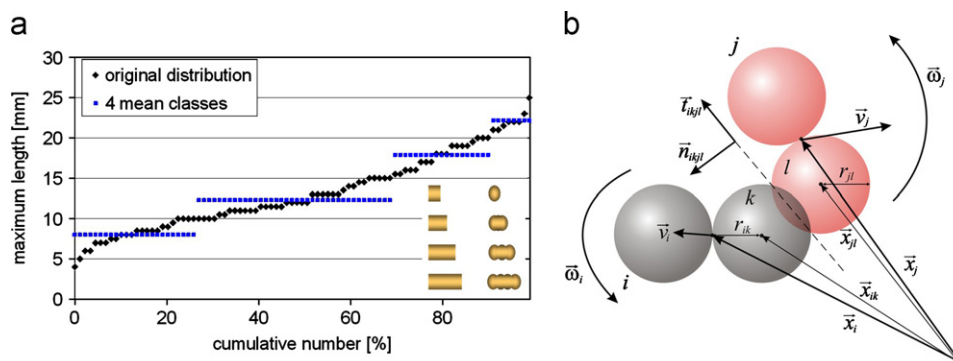 a
30
25
20
15
10
5
0
maximum length [mm]
original distribution
4 mean classes
0 20 40 60 80
cumulative number [%]
b
j
ω⃗j
t⃗ikjl
v⃗j
n⃗ikjl
l
rjl
k
v⃗i
rik
x⃗jl
x⃗j
ω⃗i
i
x⃗ik
x⃗i